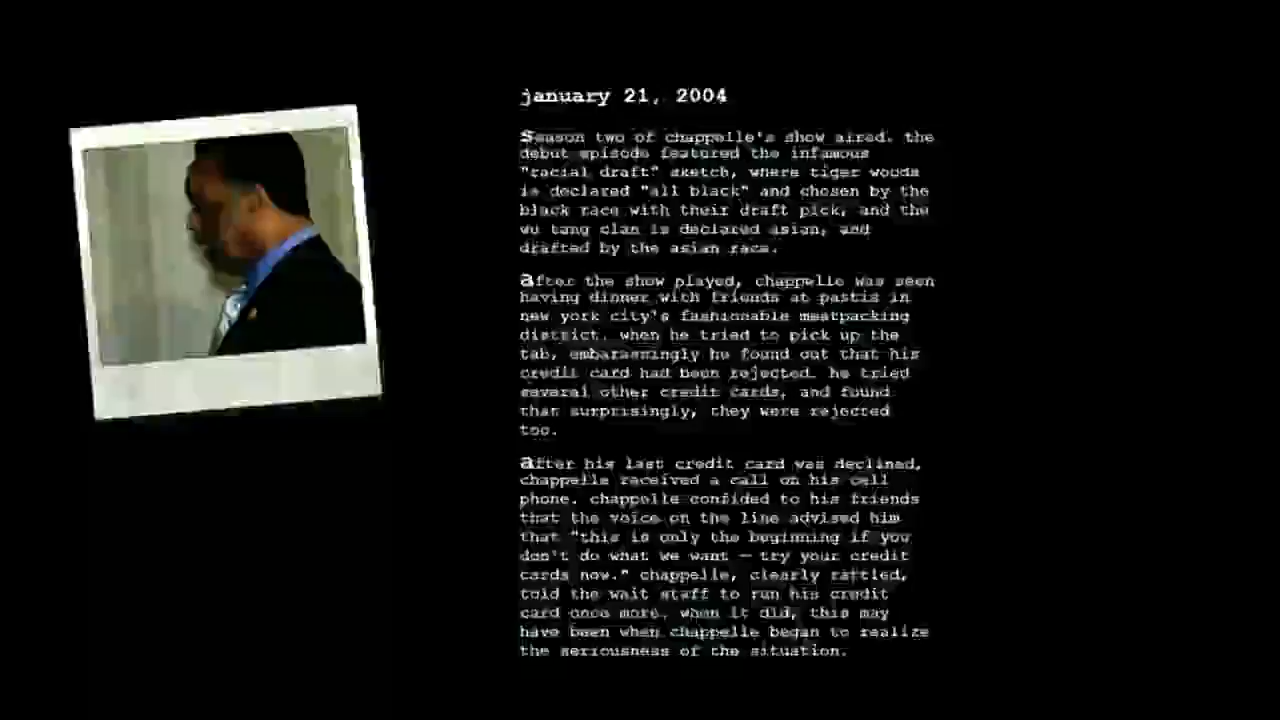 january 21, 2004
season two of chappelle's show aired. the
debut episode featured the infamous
"racial draft" sketch, where tiger woods
is declared "all black" and chosen by the
black race with their draft pick, and the
wu tang clan is declared asian, and
drafted by the asian race.
after the show played, chappelle was seen
having dinner with friends at pastis in
new york city's fashionable meatpacking
district. when he tried to pick up the
tab, embarassingly he found out that his
credit card had been rejected. he tried
several other credit cards, and found
that surprisingly, they were rejected
too.
after his last credit card was declined,
chappelle received a call on his cell
phone. chappelle confided to his friends
that the voice on the line advised him
that "this is only the beginning if you
don't do what we want — try your credit
cards now." chappelle, clearly rattled,
told the wait staff to run his credit
card once more. when it did, this may
have been when chappelle began to realize
the seriousness of the situation.